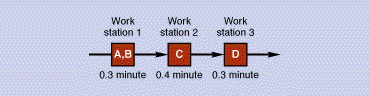 Work Work Work
station 1 station 2 station 3
A,B C D
0.3 minute 0.4 minute 0.3 minute